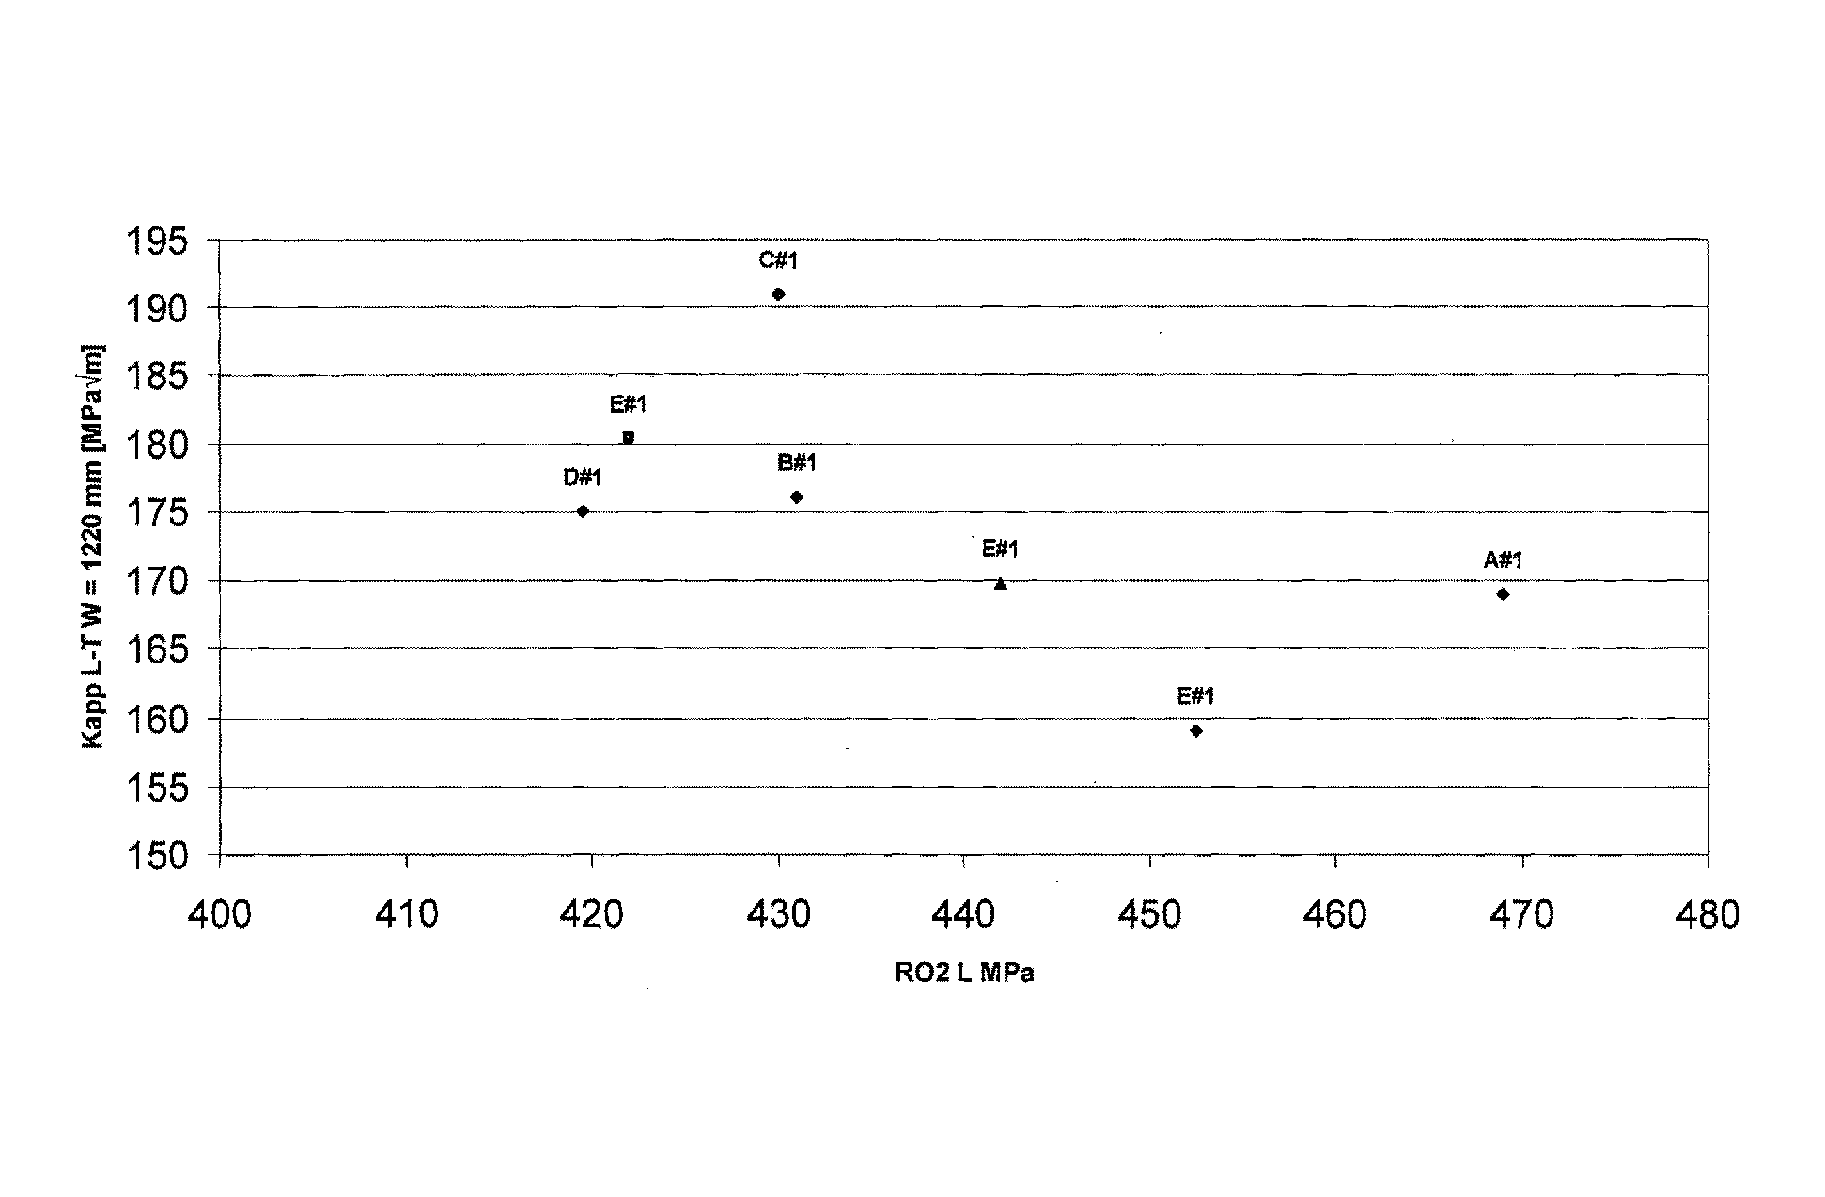 195
C#1
190
185
E#1
180
B#1
D#1
175
E#1
A#1
170
165
E#1
160
155
150
Kapp L-T W = 1220 mm [MPa√m]
400 410 420 430 440 450 460 470 480
RO2 L MPa